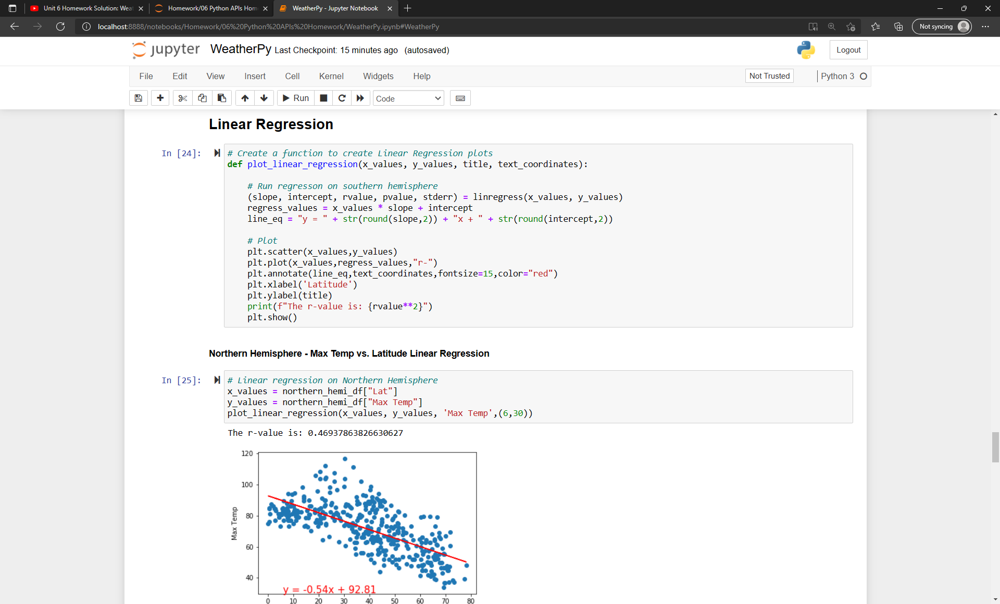 Unit 6 Homework Solution: Wea
Homework/06 Python APIs Hom
WeatherPy - Jupyter Notebook
localhost:8888/notebooks/Homework/06%20Python%20APIs%20Homework/WeatherPy.ipynb#WeatherPy
Not syncing
jupyter WeatherPy Last Checkpoint: 15 minutes ago (autosaved)
Logout
File Edit View Insert Cell Kernel Widgets Help
Not Trusted
Python 3
Run
Code
Linear Regression
In [24]:
# Create a function to create Linear Regression plots
def plot_linear_regression(x_values, y_values, title, text_coordinates):
# Run regresson on southern hemisphere
(slope, intercept, rvalue, pvalue, stderr) = linregress(x_values, y_values)
regress_values = x_values * slope + intercept
line_eq = "y = " + str(round(slope,2)) + "x + " + str(round(intercept,2))
# Plot
plt.scatter(x_values,y_values)
plt.plot(x_values,regress_values,"r-")
plt.annotate(line_eq,text_coordinates,fontsize=15,color="red")
plt.xlabel('Latitude')
plt.ylabel(title)
print(f"The r-value is: {rvalue**2}")
plt.show()
Northern Hemisphere - Max Temp vs. Latitude Linear Regression
In [25]:
# Linear regression on Northern Hemisphere
x_values = northern_hemi_df["Lat"]
y_values = northern_hemi_df["Max Temp"]
plot_linear_regression(x_values, y_values, 'Max Temp',(6,30))
The r-value is: 0.46937863826630627
120
100
80
60
40
Max Temp
y = -0.54x + 92.81
0 10 20 30 40 50 60 70 80